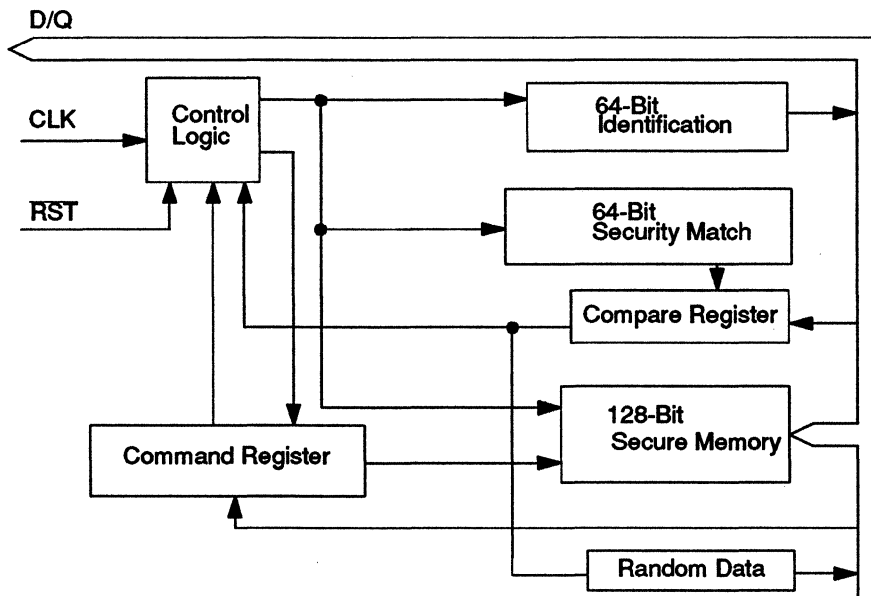 D/Q
Control
Logic
CLK
RST
64-Bit
Identification
64-Bit
Security Match
Compare Register
128-Bit
Secure Memory
Command Register
Random Data